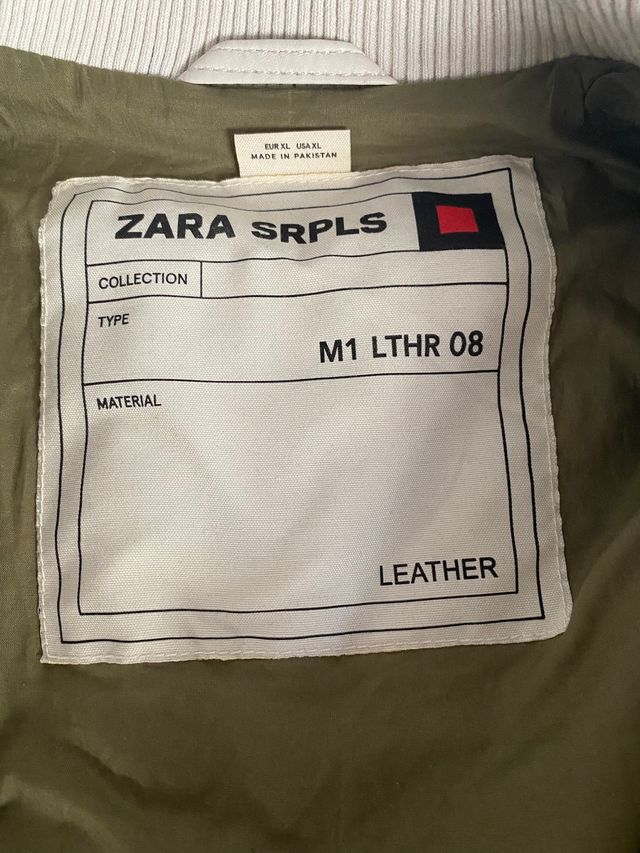 EUR XL USA XL
MADE IN PAKISTAN
ZARA SRPLS
COLLECTION
TYPE
M1 LTHR 08
MATERIAL
LEATHER